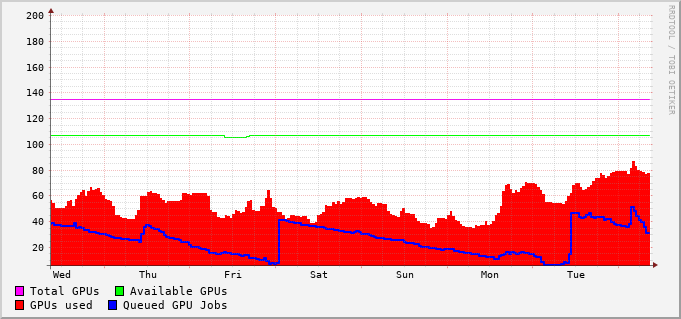 200
180
160
140
120
100
80
60
40
20
Wed Thu Fri Sat Sun Mon Tue
Total GPUs Available GPUs
GPUs used Queued GPU Jobs
RRDTOOL / TOBI OETIKER